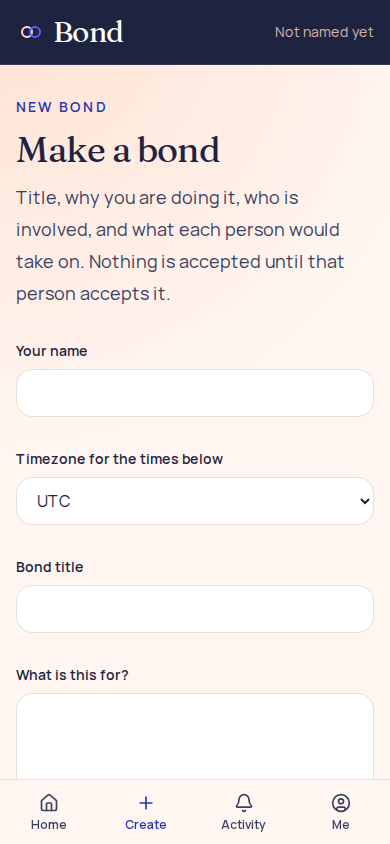 Bond
Not named yet
NEW BOND
Make a bond
Title, why you are doing it, who is
involved, and what each person would
take on. Nothing is accepted until that
person accepts it.
Your name
Timezone for the times below
UTC
Bond title
What is this for?
Home
Create
Activity
Me